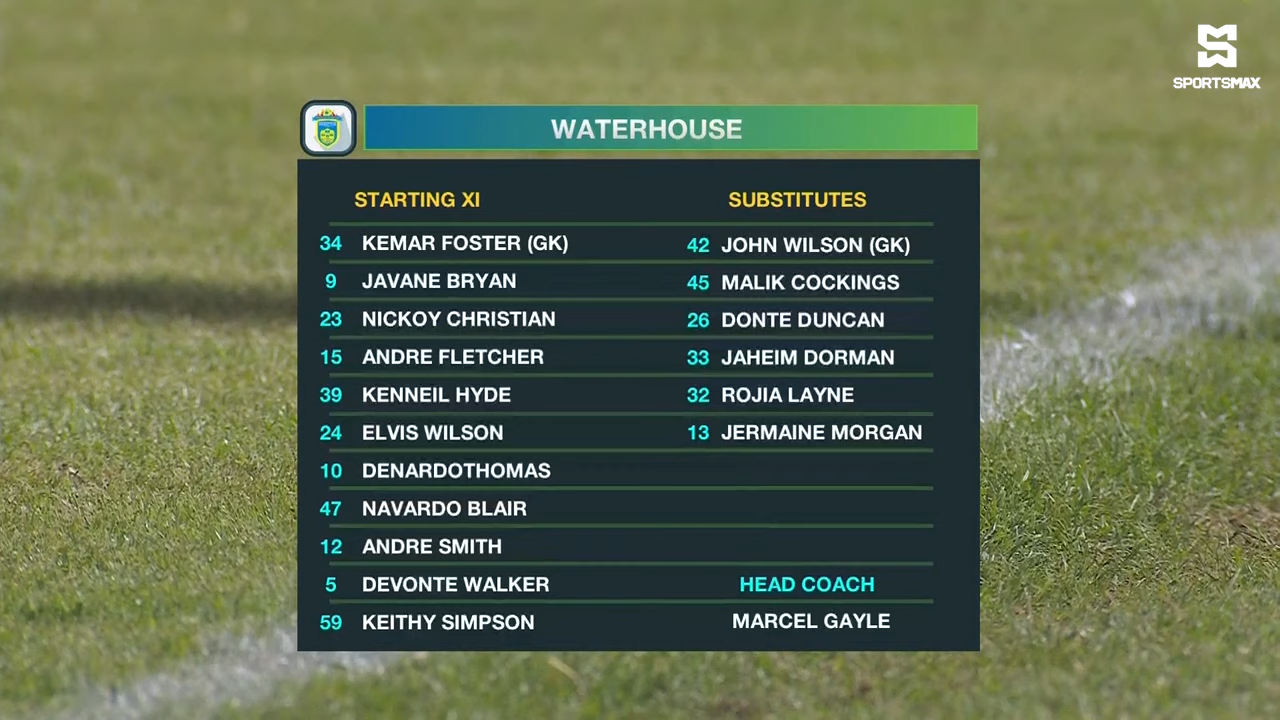 SPORTSMAX
WATERHOUSE
STARTING XI
34 KEMAR FOSTER (GK)
9 JAVANE BRYAN
23 NICKOY CHRISTIAN
15 ANDRE FLETCHER
39 KENNEIL HYDE
24 ELVIS WILSON
10 DENARDOTHOMAS
47 NAVARDO BLAIR
12 ANDRE SMITH
5 DEVONTE WALKER
59 KEITHY SIMPSON
SUBSTITUTES
42 JOHN WILSON (GK)
45 MALIK COCKINGS
26 DONTE DUNCAN
33 JAHEIM DORMAN
32 ROJIA LAYNE
13 JERMAINE MORGAN
HEAD COACH
MARCEL GAYLE